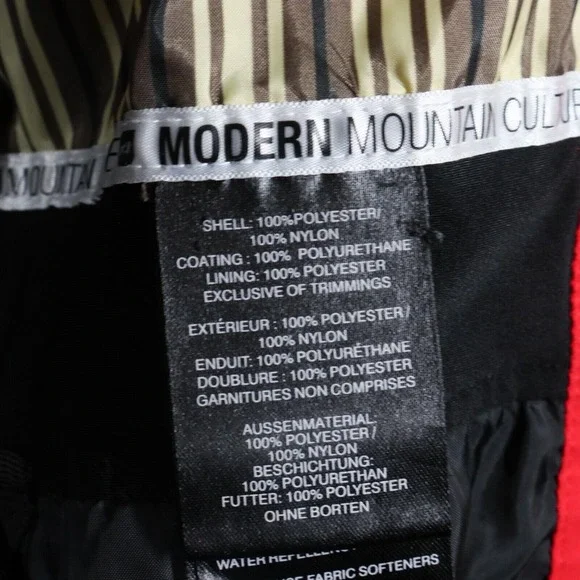 MODERN MOUNTAIN
SHELL: 100%POLYESTER/
100% NYLON
COATING : 100% POLYURETHANE
LINING: 100% POLYESTER
EXCLUSIVE OF TRIMMINGS
EXTÉRIEUR : 100% POLYESTER /
100% NYLON
ENDUIT: 100% POLYURÉTHANE
DOUBLURE : 100% POLYESTER
GARNITURES NON COMPRISES
AUSSENMATERIAL:
100% POLYESTER /
100% NYLON
BESCHICHTUNG:
100% POLYURETHAN
FUTTER: 100% POLYESTER
OHNE BORTEN
WATER
FABRIC SOFTENERS